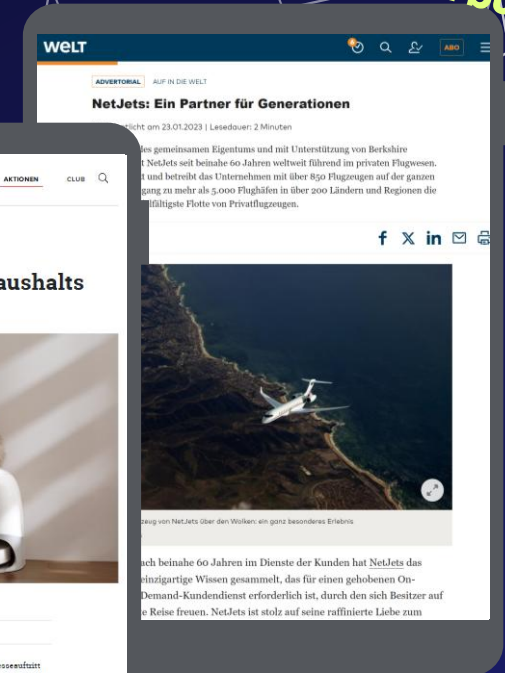 WELT
ABO
ADVERTORIAL AUF IN DIE WELT
NetJets: Ein Partner für Generationen
am 23.01.2023 | Lesedauer: 2 Minuten
gemeinsamen Eigentums und mit Unterstützung von Berkshire
NetJets seit beinahe 60 Jahren weltweit führend im privaten Flugwesen.
und betreibt das Unternehmen mit über 850 Flugzeugen auf der ganzen
zu mehr als 5.000 Flughäfen in über 200 Ländern und Regionen die
Flotte von Privatflugzeugen.
f X in
von NetJets über den Wolken: ein ganz besonderes Erlebnis
ach beinahe 60 Jahren im Dienste der Kunden hat NetJets das
einzigartige Wissen gesammelt, das für einen gehobenen On-
Demand-Kundendienst erforderlich ist, durch den sich Besitzer auf
e Reise freuen. NetJets ist stolz auf seine raffinierte Liebe zum
AKTIONEN CLUB
aushalts
esseauftritt